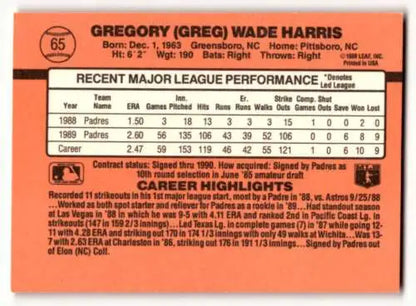 65
GREGORY (GREG) WADE HARRIS
Born: Dec. 1, 1963 Greensboro, NC Home: Pittsboro, NC
Ht: 6'2" Wgt: 190 Bats: Right Throws: Right
© 1989 LEAF, INC.
Printed in USA
RECENT MAJOR LEAGUE PERFORMANCE *Denotes Led League
Year Team Name ERA Games Inn. Pitched Hits Runs Er. Runs Walks Strike Outs Comp. Games Shut Outs Save Won Lost
1988 Padres 1.50 3 18 13 3 3 3 15 1 0 0 2 0
1989 Padres 2.60 56 135 106 43 39 52 106 0 0 6 8 9
Career 2.47 59 153 119 46 42 55 121 1 0 6 10 9
Contract status: Signed thru 1990. How acquired: Signed by Padres as
10th round selection in June '85 amateur draft
CAREER HIGHLIGHTS
Recorded 11 strikeouts in his 1st major league start, most by a Padre in '88, vs. Astros 9/25/88
...Worked as both spot starter and reliever for Padres as a rookie in '89...Had standout season
at Las Vegas in '88 in which he was 9-5 with 4.11 ERA and ranked 2nd in Pacific Coast Lg. in
strikeouts (147 in 159 2/3 innings)...Led Texas Lg. in complete games (7) in '87 while going 12-
11 with 4.28 ERA and striking out 170 in 174 1/3 innings at Wichita...Was 13-
7 with 2.63 ERA at Charleston in '86, striking out 176 in 191 1/3 innings...Signed by Padres out
of Elon (NC) Coll.